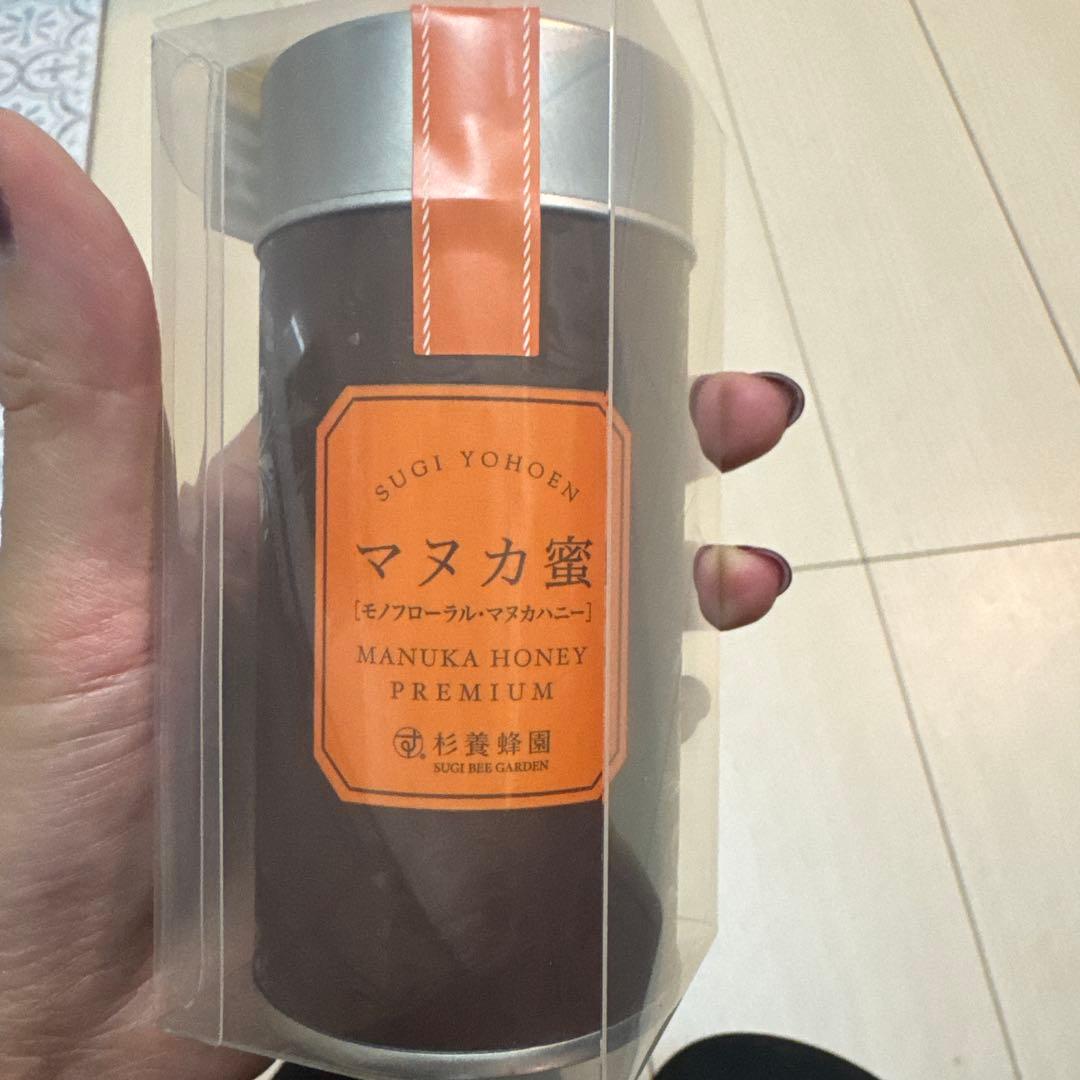 SUGI YOHOEN
マヌカ蜜
[モノフローラル・マヌカハニー]
MANUKA HONEY
PREMIUM
す 杉養蜂園
SUGI BEE GARDEN